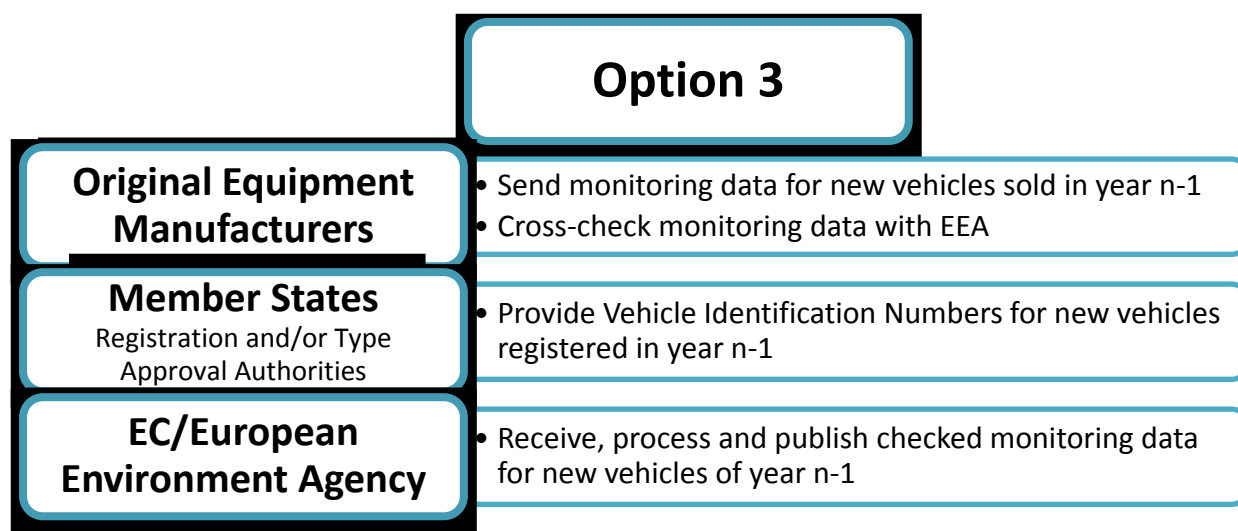 Option 3
Original Equipment
Manufacturers
• Send monitoring data for new vehicles sold in year n-1
• Cross-check monitoring data with EEA
Member States
Registration and/or Type
Approval Authorities
• Provide Vehicle Identification Numbers for new vehicles
registered in year n-1
EC/European
Environment Agency
• Receive, process and publish checked monitoring data
for new vehicles of year n-1